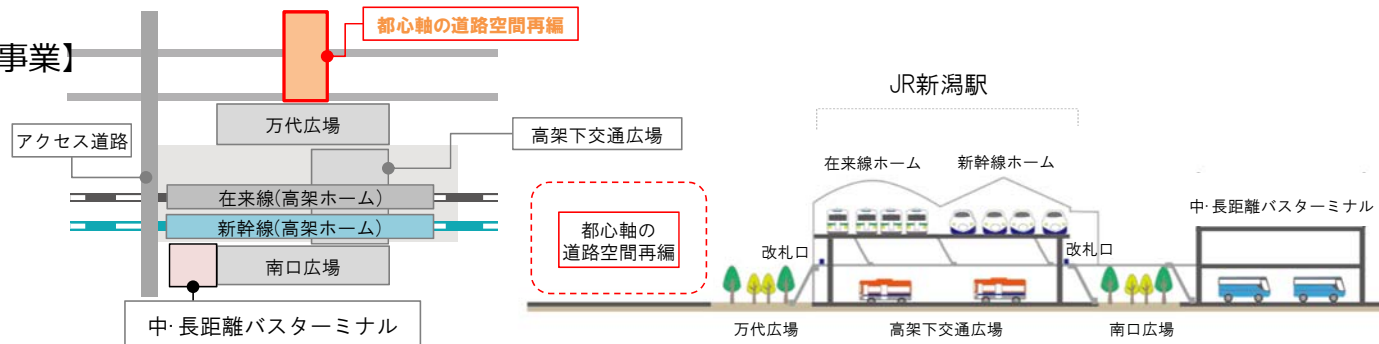 都心軸の道路空間再編
事業】
万代広場
アクセス道路
高架下交通広場
在来線(高架ホーム)
新幹線(高架ホーム)
南口広場
中・長距離バスターミナル
JR新潟駅
在来線ホーム
新幹線ホーム
中・長距離バスターミナル
都心軸の
道路空間再編
改札口
改札口
万代広場
高架下交通広場
南口広場